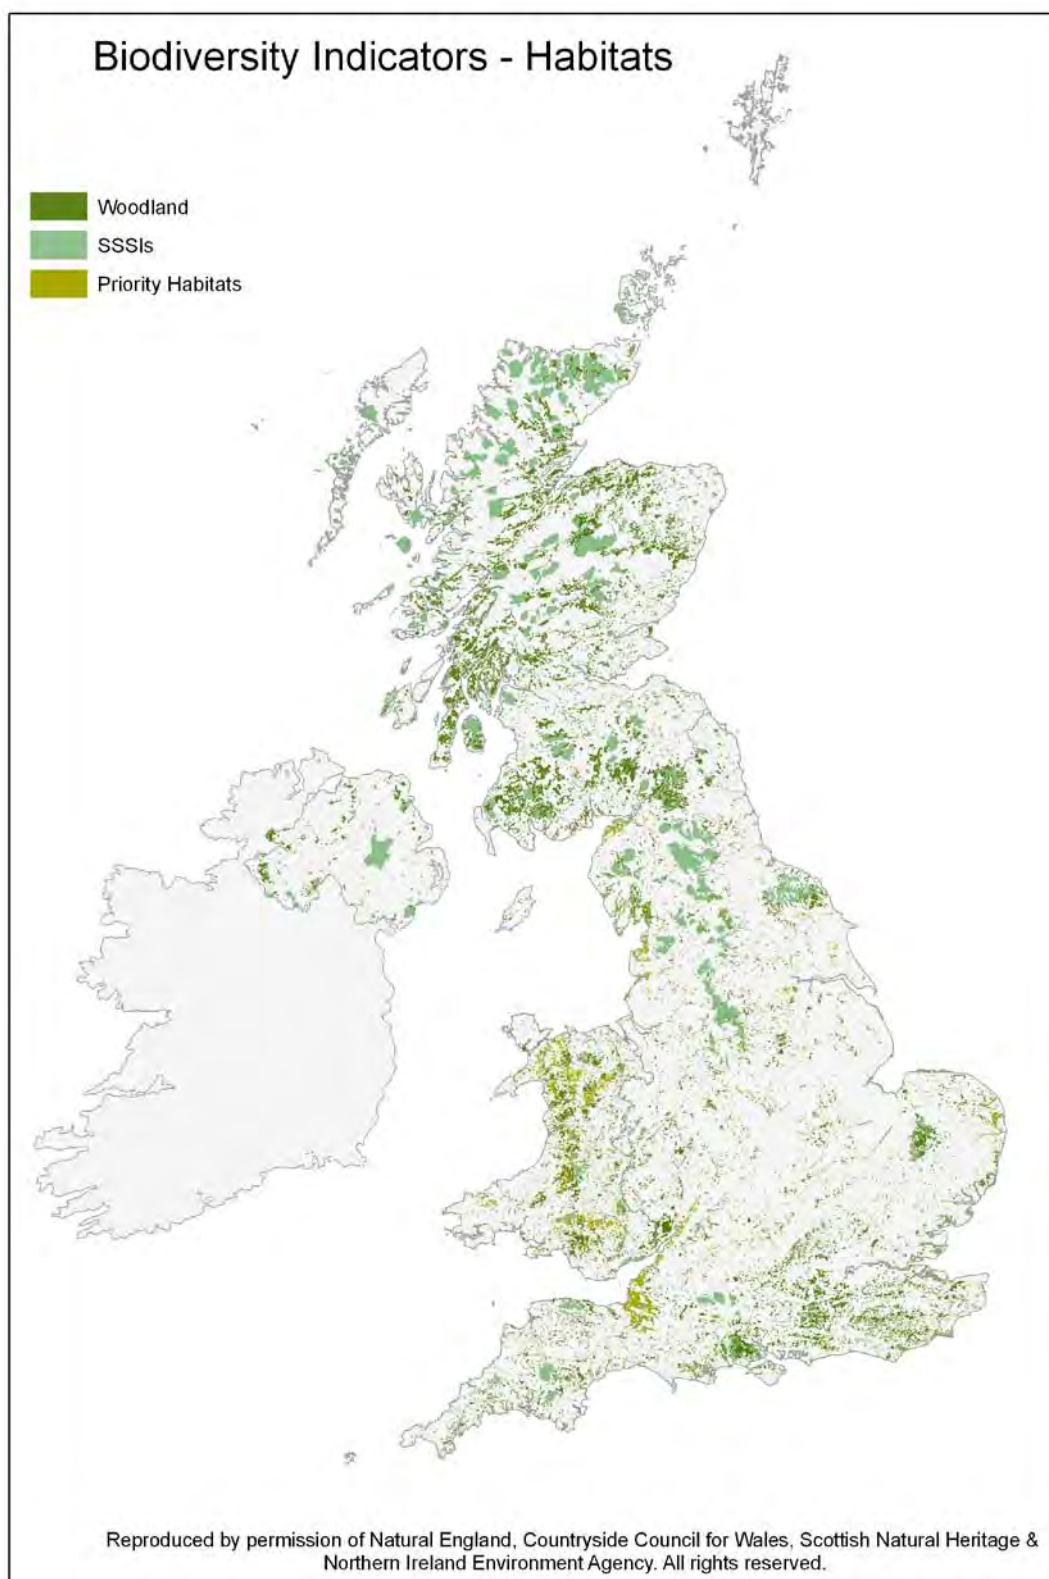 Biodiversity Indicators - Habitats
Woodland
SSSIs
Priority Habitats
Reproduced by permission of Natural England, Countryside Council for Wales, Scottish Natural Heritage &
Northern Ireland Environment Agency. All rights reserved.